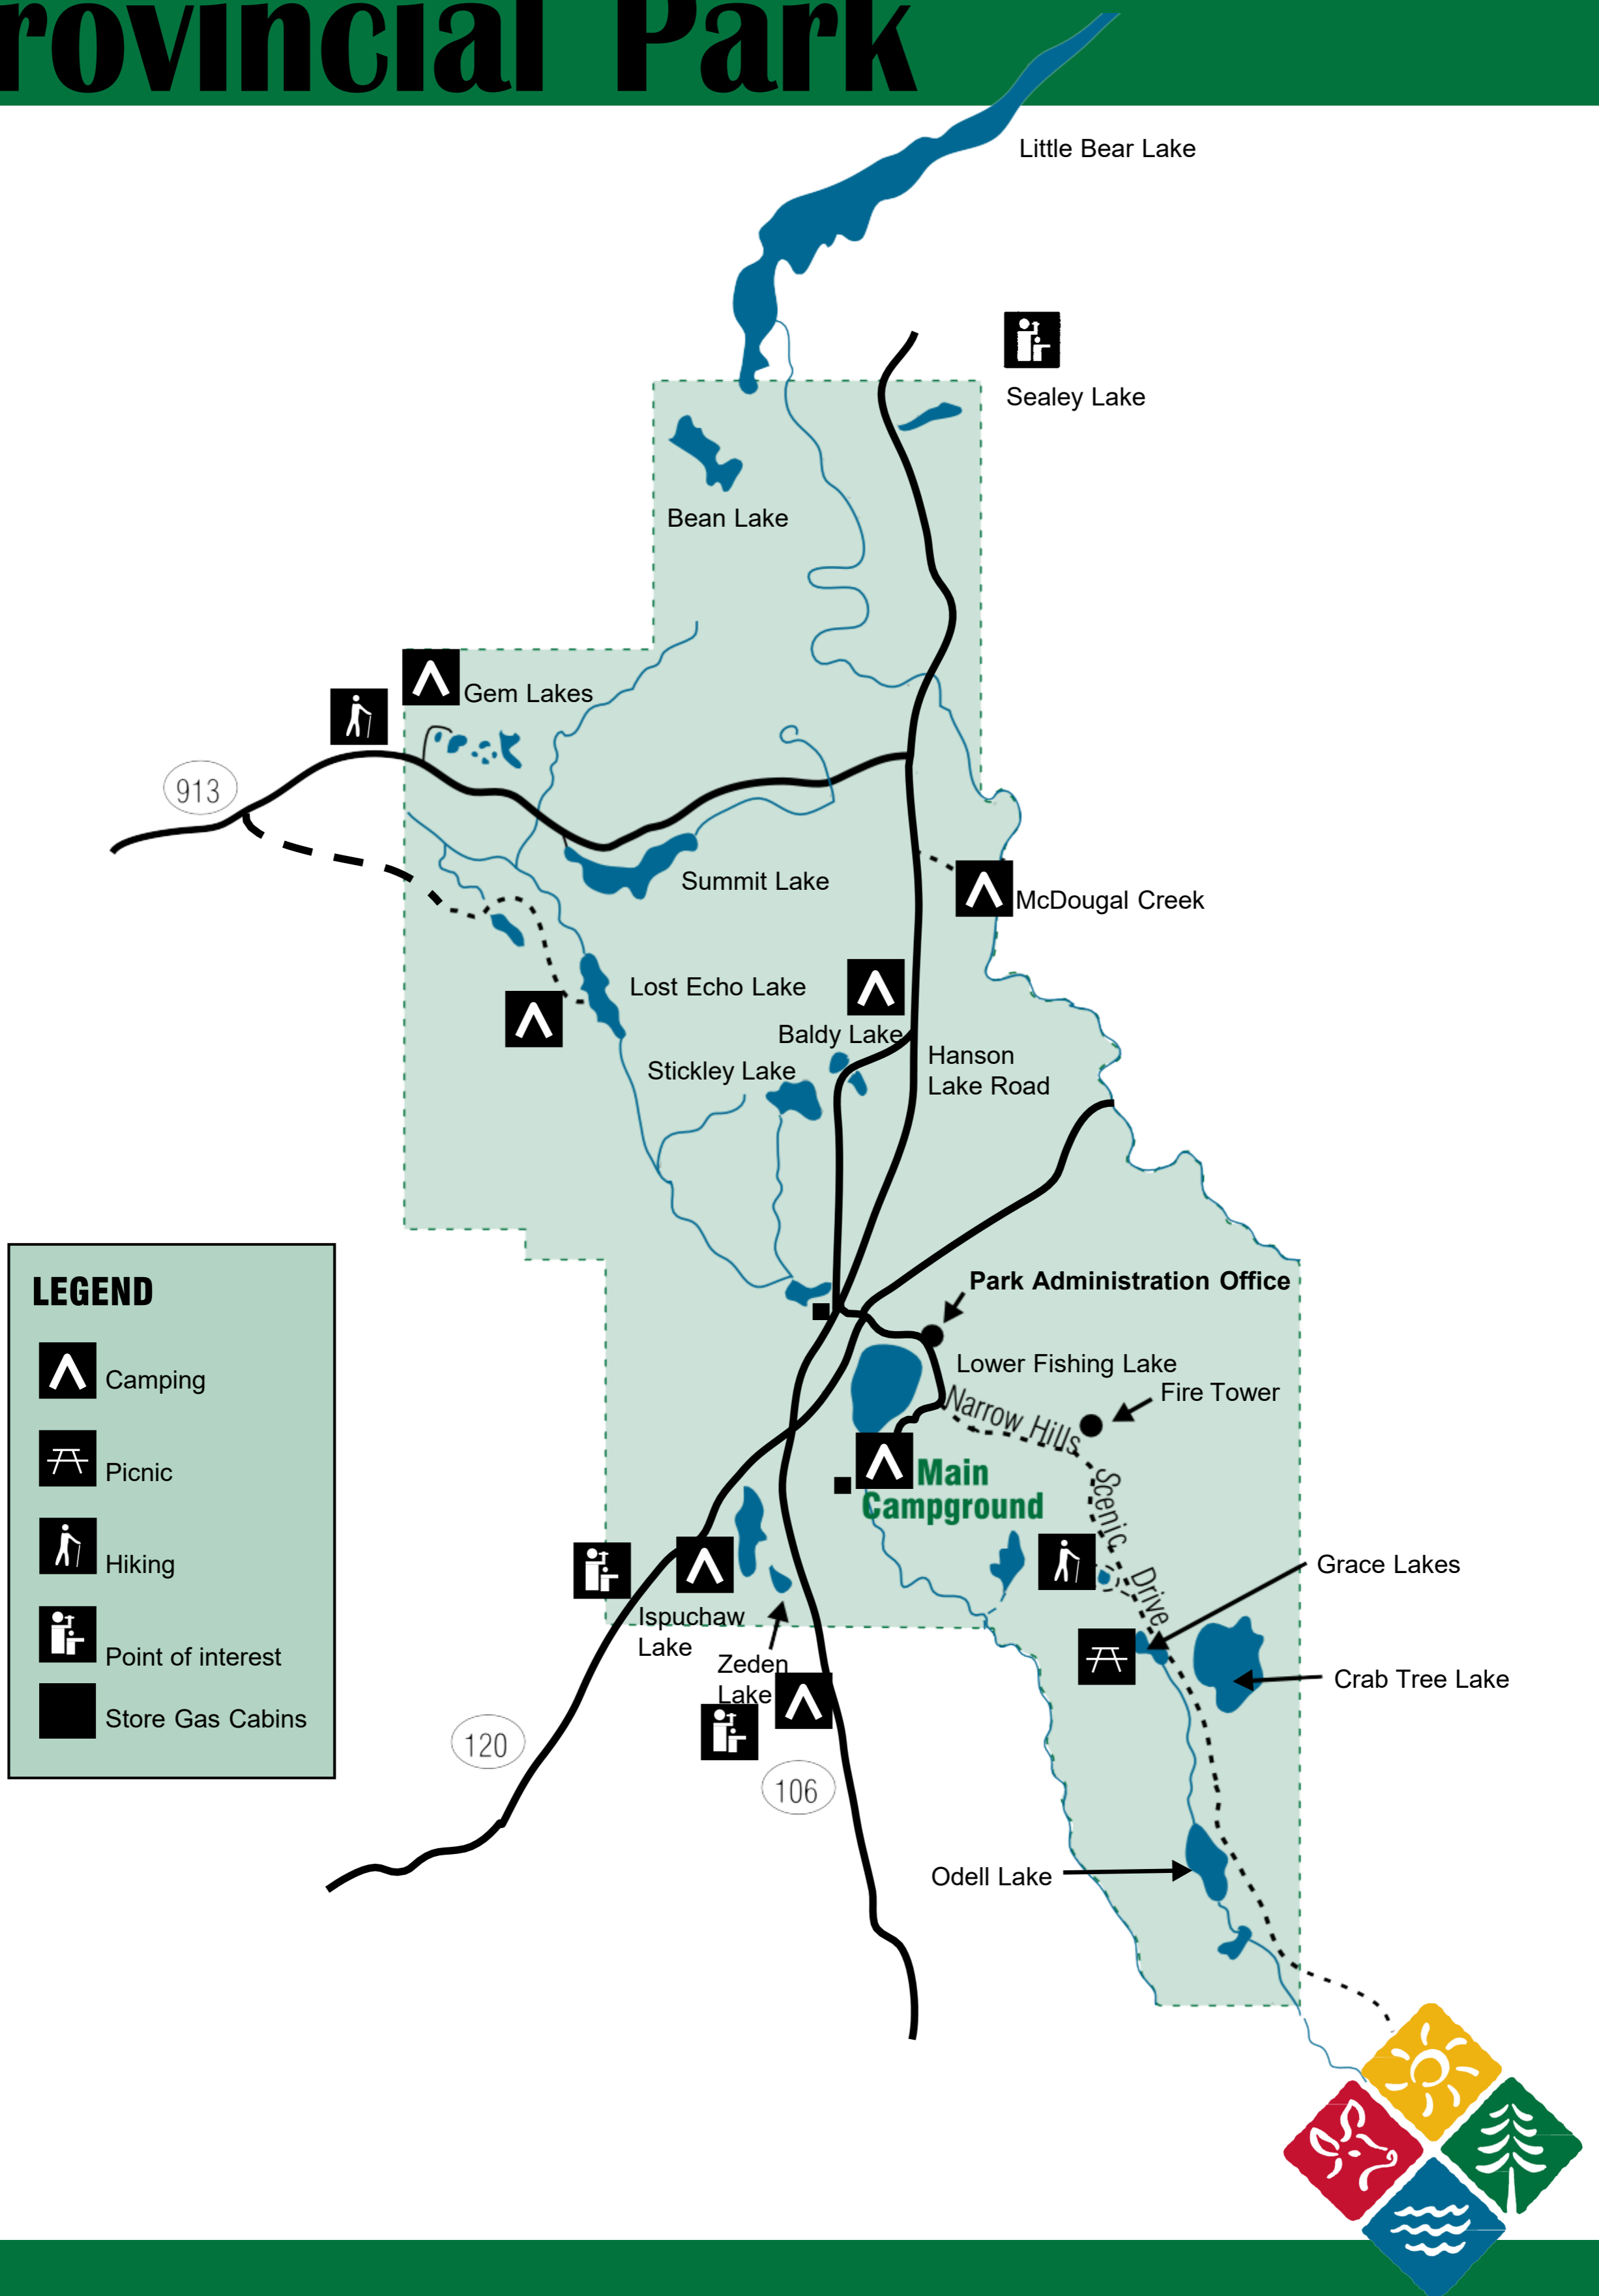 rovincial Park
Little Bear Lake
Sealey Lake
Bean Lake
Gem Lakes
913
Summit Lake
McDougal Creek
Lost Echo Lake
Baldy Lake
Stickley Lake
Hanson
Lake Road
Park Administration Office
Lower Fishing Lake
Fire Tower
Narrow Hills
Scenic
Drive
Main
Campground
Grace Lakes
Ispuchaw
Lake
Zeden
Lake
Crab Tree Lake
120
106
Odell Lake
LEGEND
Camping
Picnic
Hiking
Point of interest
Store Gas Cabins